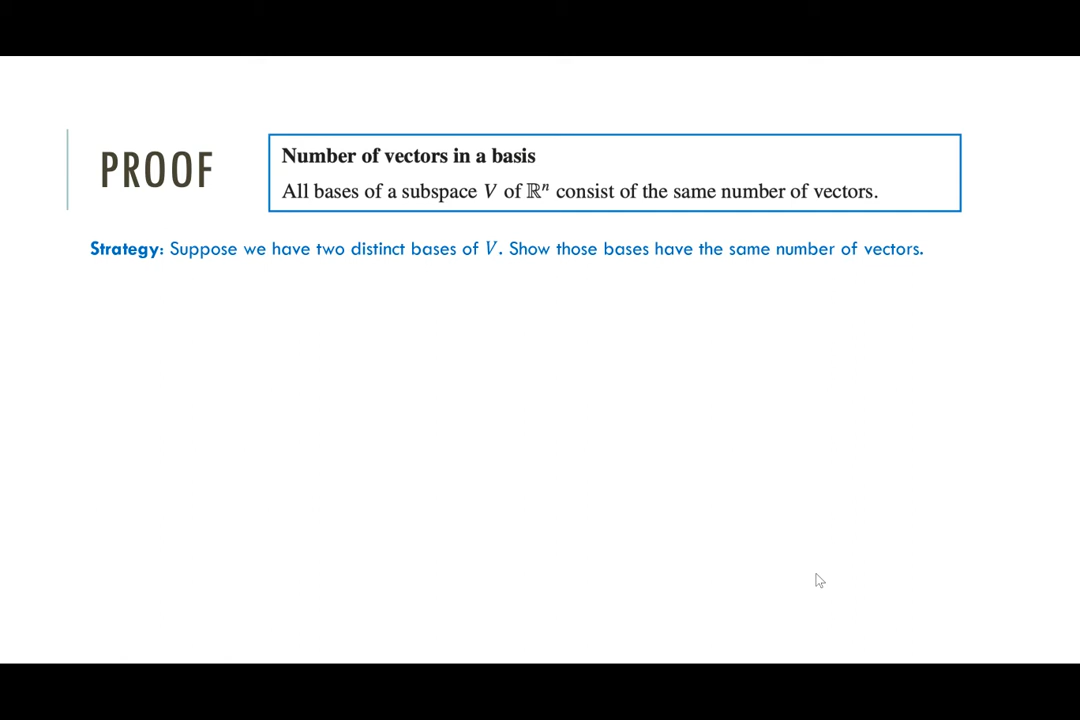 PROOF
Number of vectors in a basis
All bases of a subspace V of ℝⁿ consist of the same number of vectors.
Strategy: Suppose we have two distinct bases of V. Show those bases have the same number of vectors.